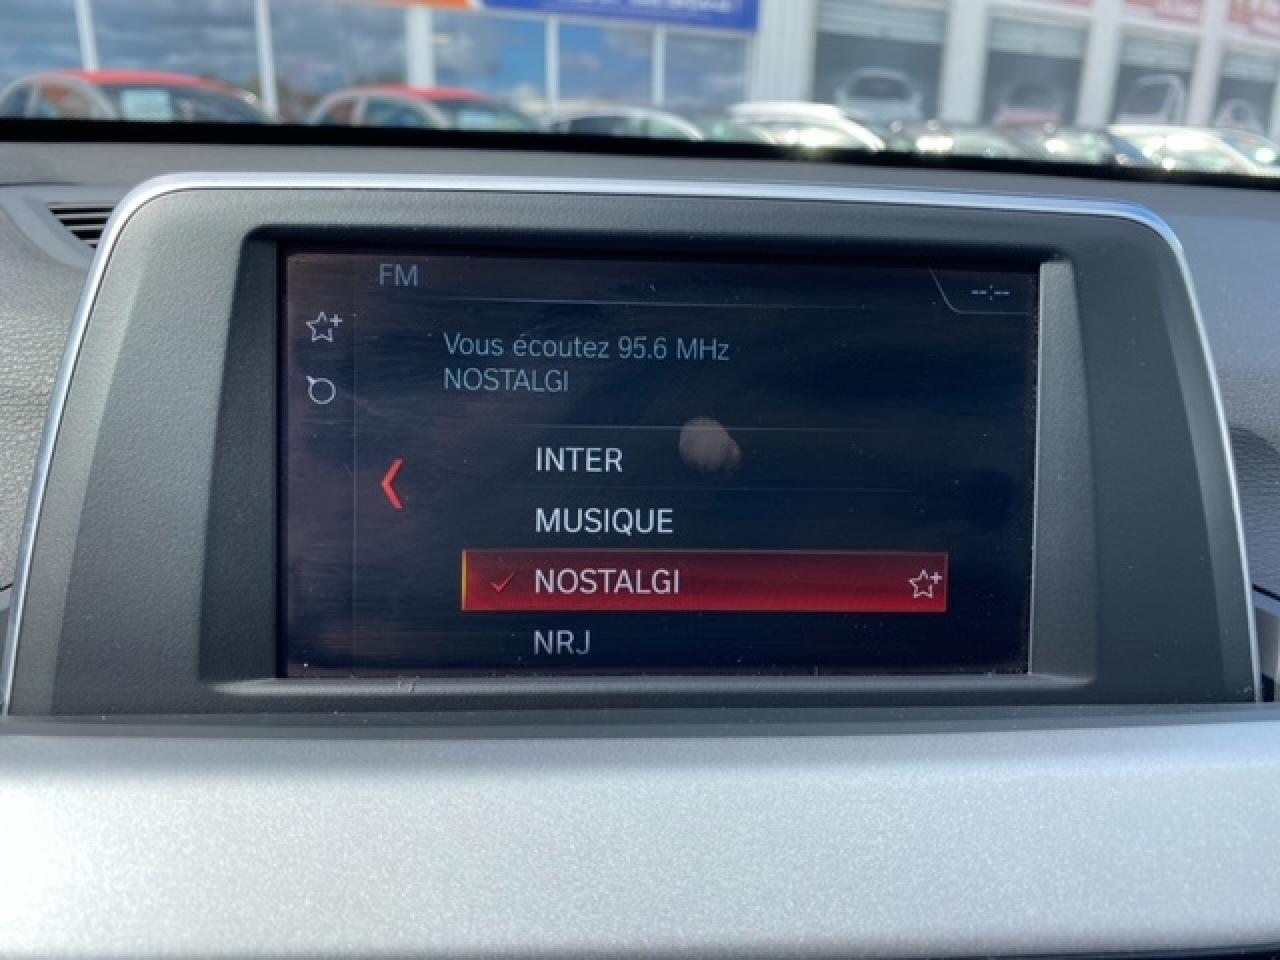 FM
--:--
Vous écoutez 95.6 MHz
NOSTALGI
INTER
MUSIQUE
NOSTALGI
NRJ